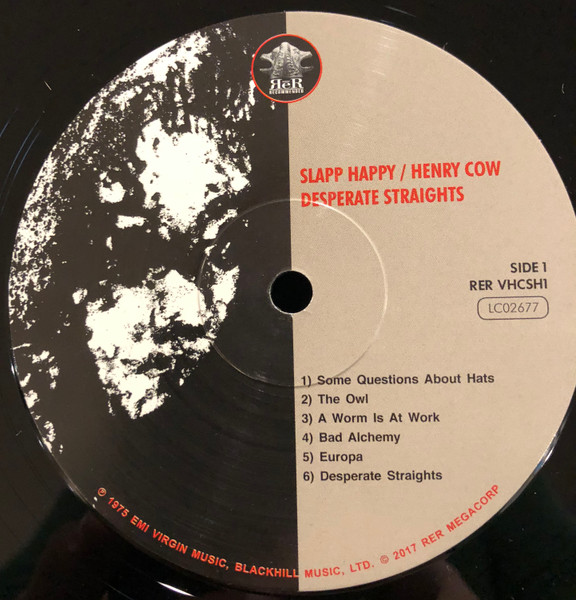 ReR
RECOMMENDED
SLAPP HAPPY / HENRY COW
DESPERATE STRAIGHTS
SIDE 1
RER VHCSH1
LC02677
1) Some Questions About Hats
2) The Owl
3) A Worm Is At Work
4) Bad Alchemy
5) Europa
6) Desperate Straights
℗ 1975 EMI VIRGIN MUSIC, BLACKHILL MUSIC, LTD. © 2017 RER MEGACORP